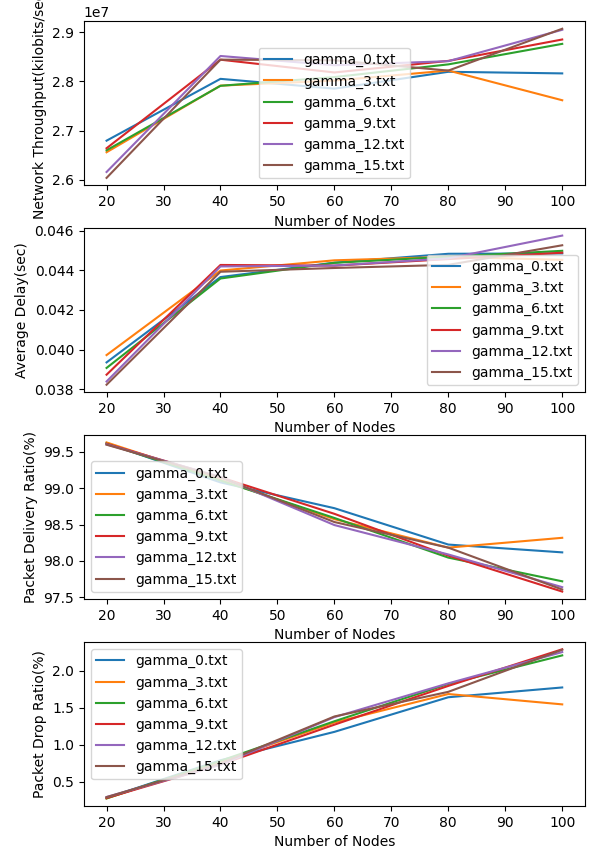 1e7
Network Throughput(kilobits/se
2.9
2.8
2.7
2.6
gamma_0.txt
gamma_3.txt
gamma_6.txt
gamma_9.txt
gamma_12.txt
gamma_15.txt
20 30 40 50 60 70 80 90 100
Number of Nodes
Average Delay(sec)
0.046
0.044
0.042
0.040
0.038
gamma_0.txt
gamma_3.txt
gamma_6.txt
gamma_9.txt
gamma_12.txt
gamma_15.txt
20 30 40 50 60 70 80 90 100
Number of Nodes
Packet Delivery Ratio(%)
99.5
99.0
98.5
98.0
97.5
gamma_0.txt
gamma_3.txt
gamma_6.txt
gamma_9.txt
gamma_12.txt
gamma_15.txt
20 30 40 50 60 70 80 90 100
Number of Nodes
Packet Drop Ratio(%)
2.0
1.5
1.0
0.5
gamma_0.txt
gamma_3.txt
gamma_6.txt
gamma_9.txt
gamma_12.txt
gamma_15.txt
20 30 40 50 60 70 80 90 100
Number of Nodes